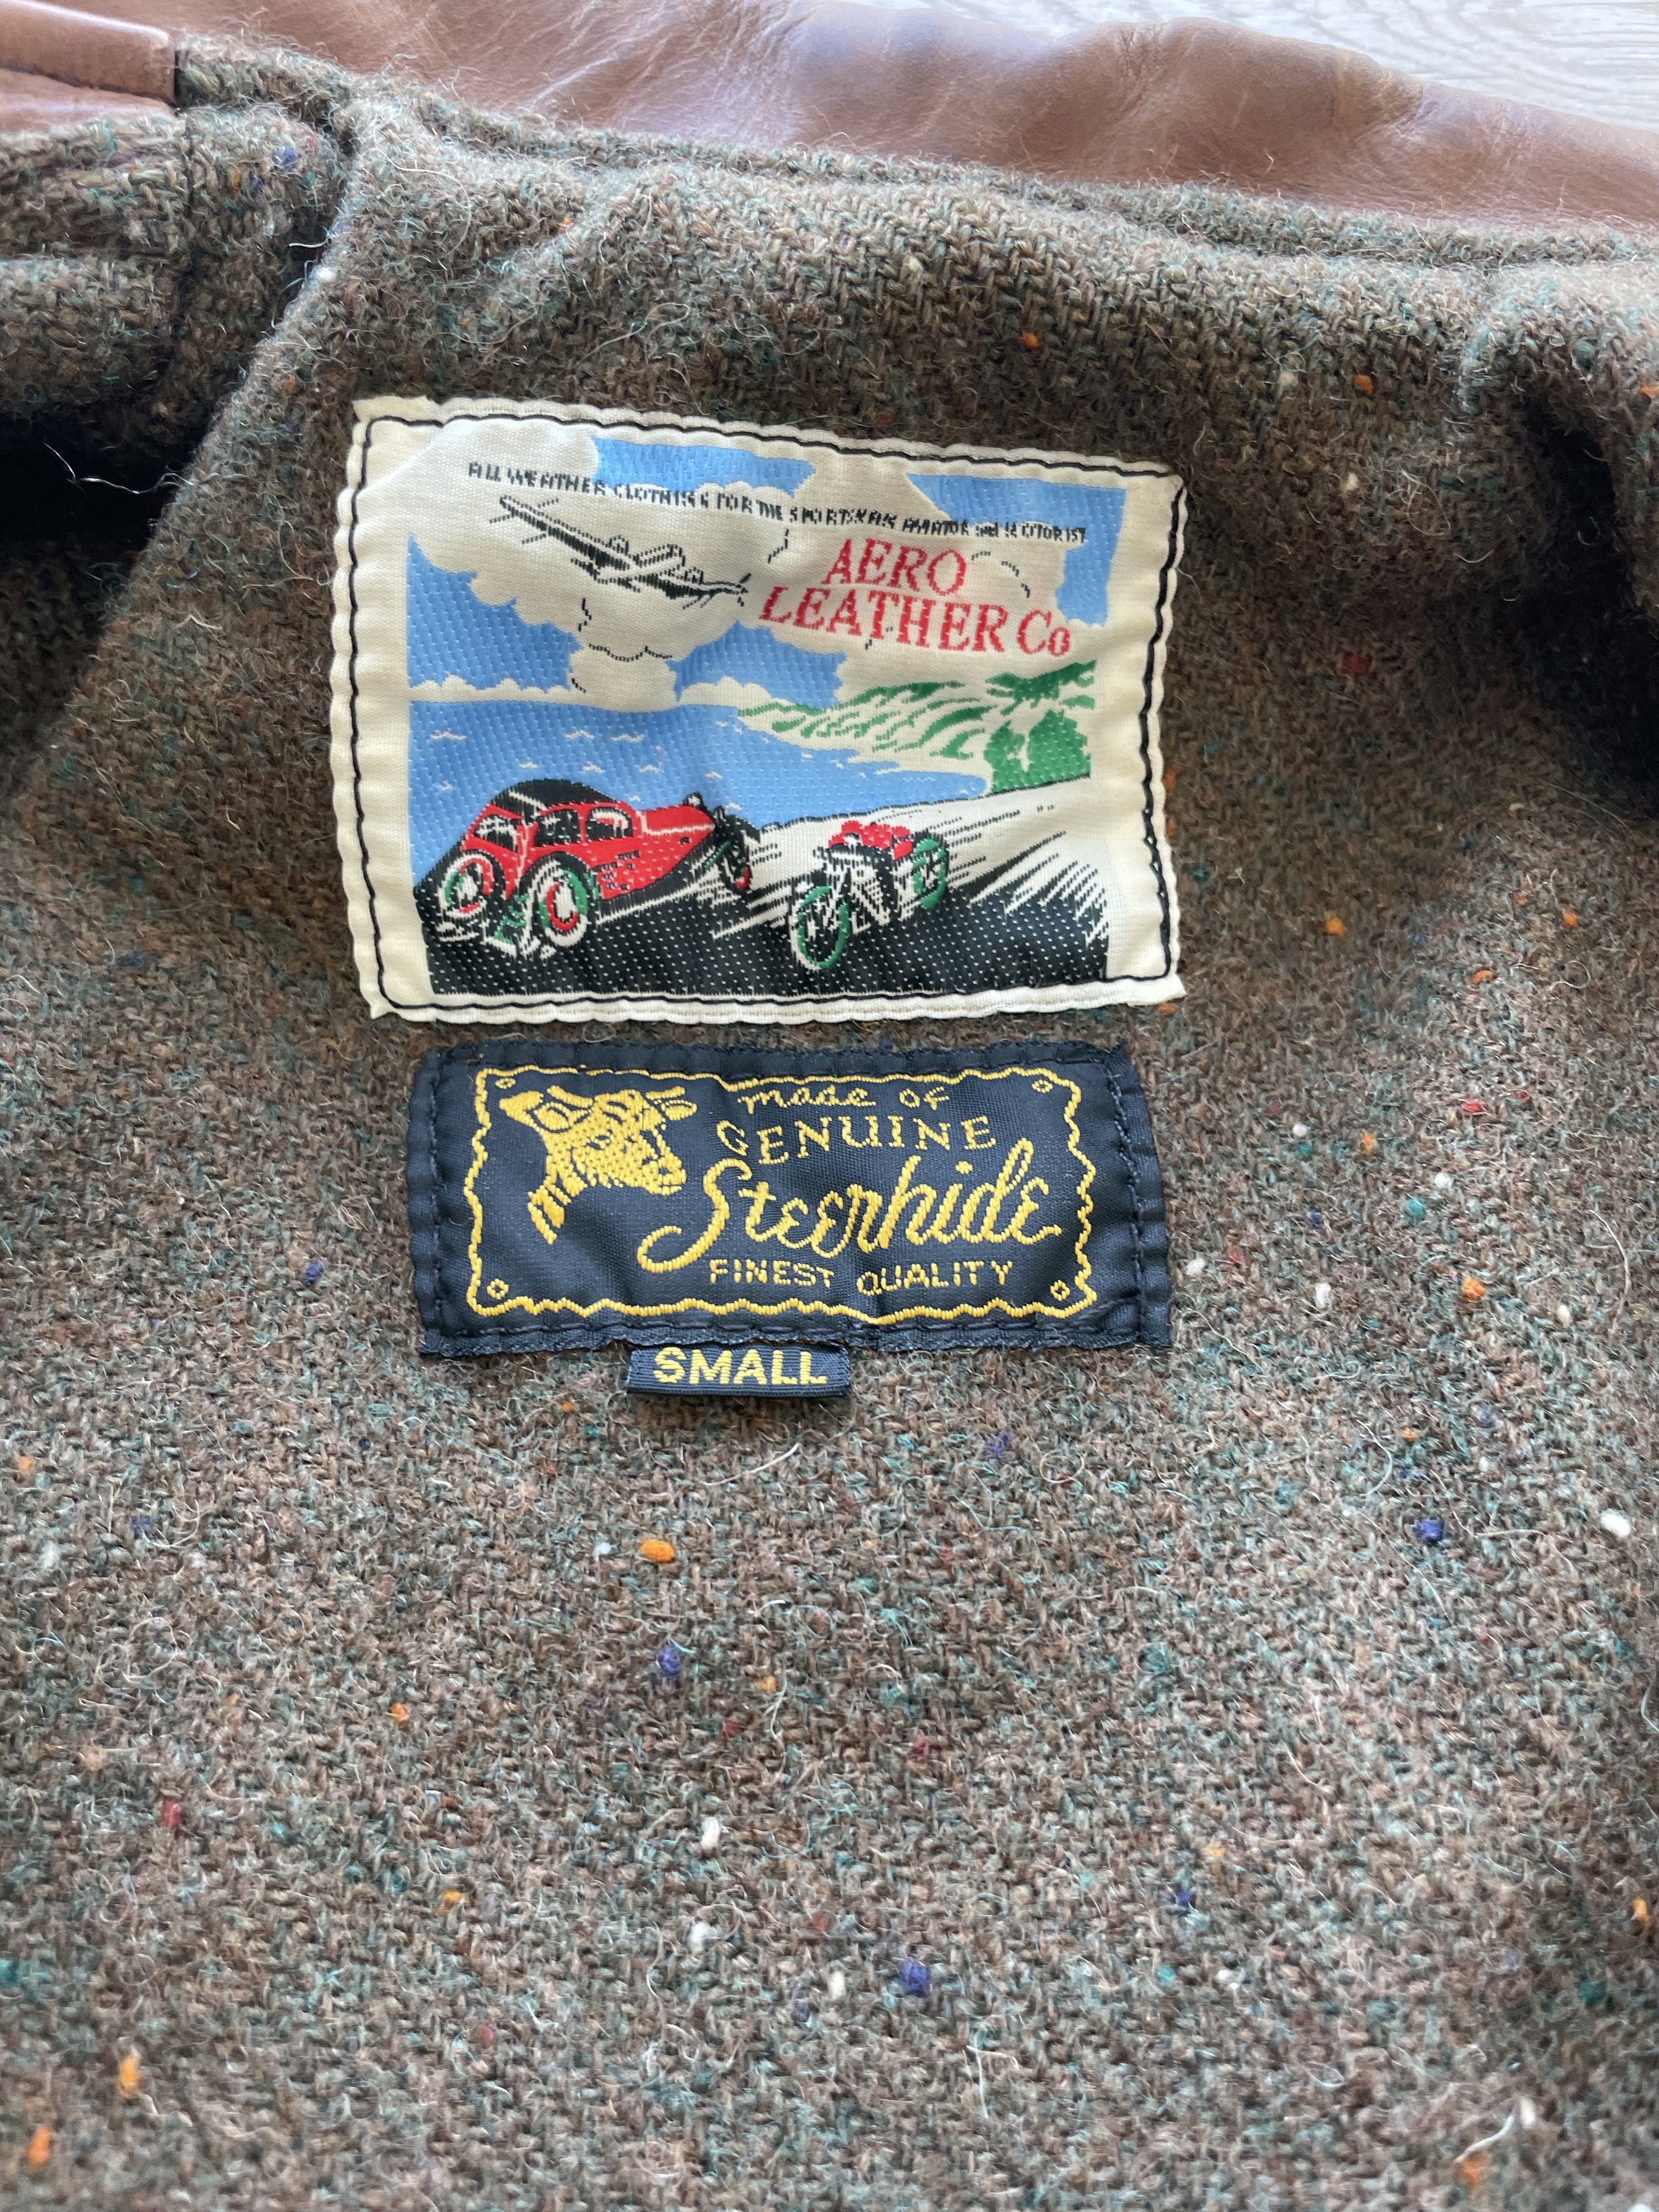 ALL WEATHER CLOTHING FOR THE SPORTSMAN AVIATOR and MOTORIST
AERO
LEATHER Co
made OF
GENUINE
Steerhide
FINEST QUALITY
SMALL